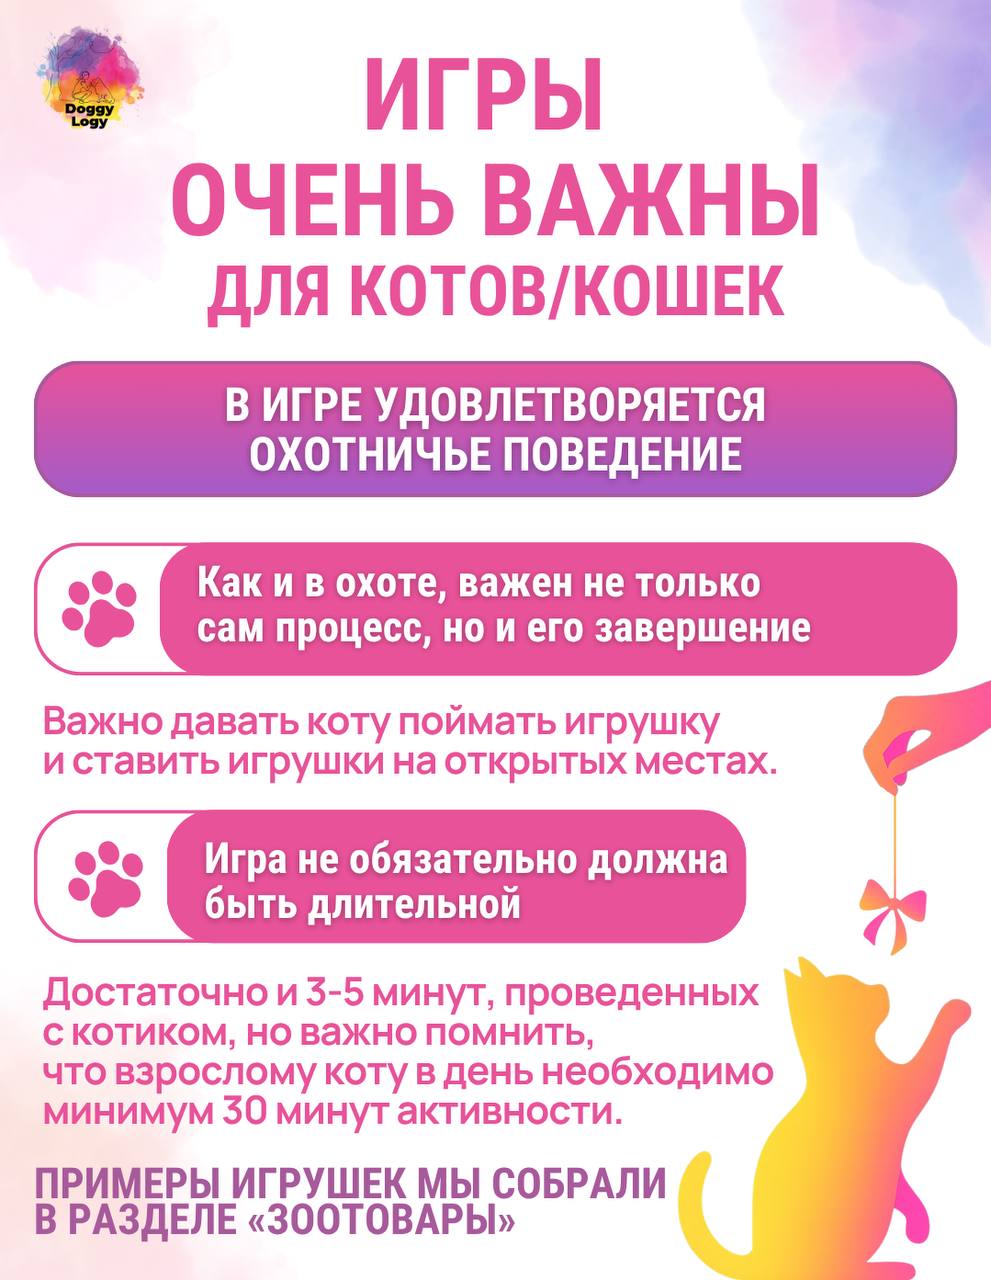 Doggy
Logy
ИГРЫ
ОЧЕНЬ ВАЖНЫ
ДЛЯ КОТОВ/КОШЕК
В ИГРЕ УДОВЛЕТВОРЯЕТСЯ
ОХОТНИЧЬЕ ПОВЕДЕНИЕ
Как и в охоте, важен не только
сам процесс, но и его завершение
Важно давать коту поймать игрушку
и ставить игрушки на открытых местах.
Игра не обязательно должна
быть длительной
Достаточно и 3-5 минут, проведенных
с котиком, но важно помнить,
что взрослому коту в день необходимо
минимум 30 минут активности.
ПРИМЕРЫ ИГРУШЕК МЫ СОБРАЛИ
В РАЗДЕЛЕ «ЗООТОВАРЫ»